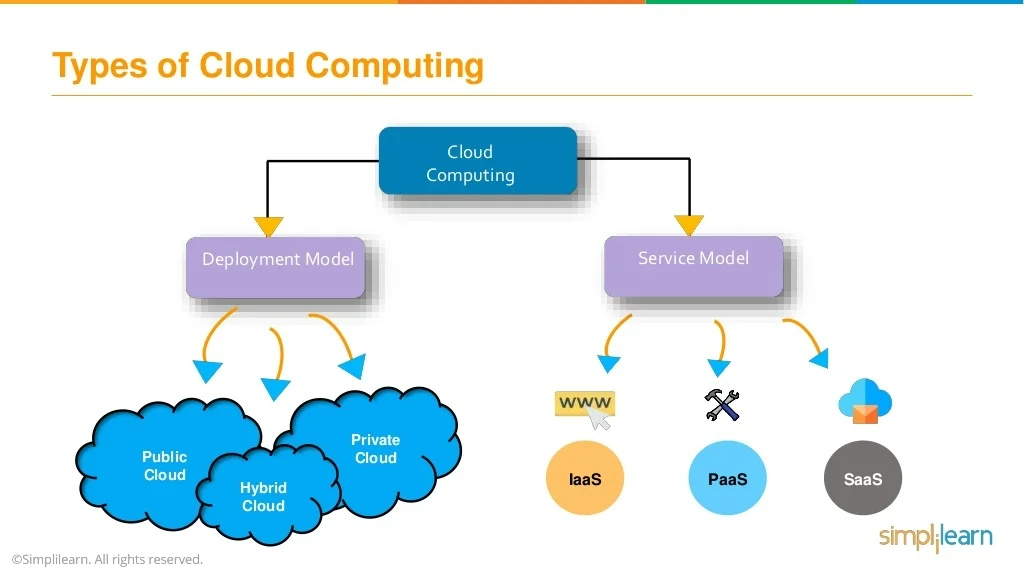 Types of Cloud Computing
Cloud
Computing
Deployment Model
Service Model
www
Public
Cloud
Private
Cloud
Hybrid
Cloud
IaaS
PaaS
SaaS
simplilearn
©Simplilearn. All rights reserved.